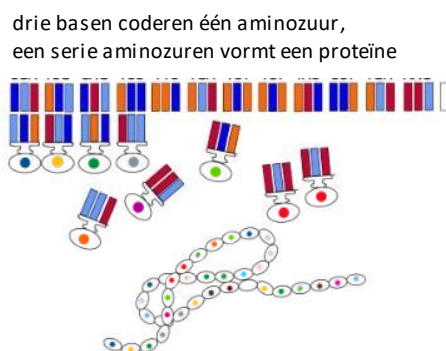 drie basen coderen één aminozuur,
een serie aminozuren vormt een proteïne